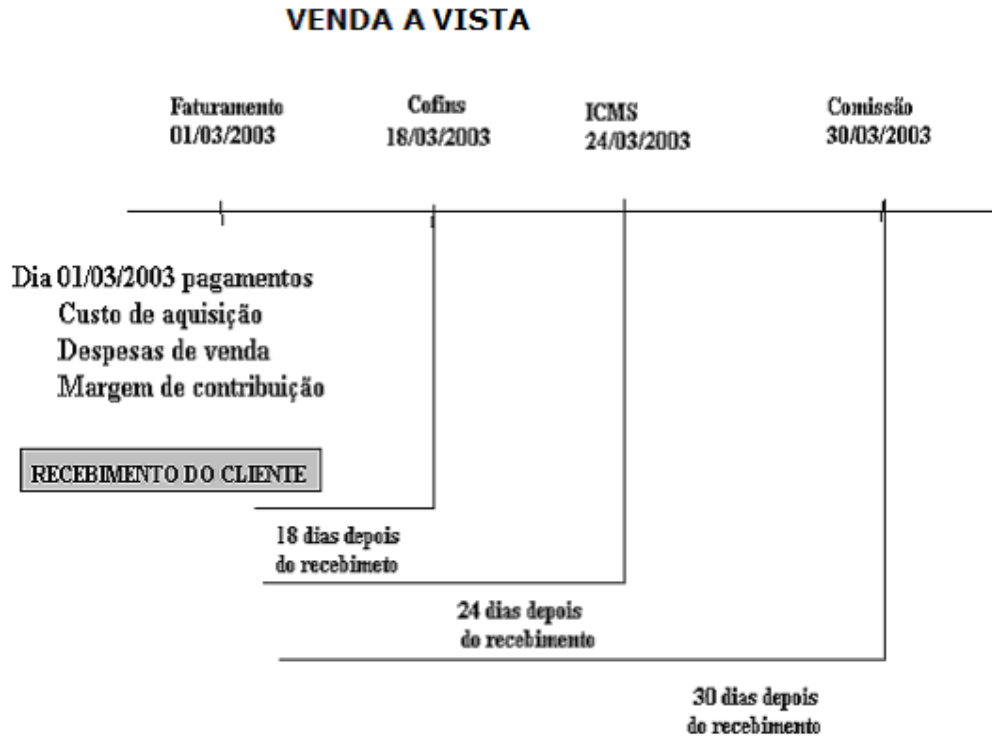 VENDA A VISTA
Faturamento
01/03/2003
Cofins
18/03/2003
ICMS
24/03/2003
Comissão
30/03/2003
Dia 01/03/2003 pagamentos
Custo de aquisição
Despesas de venda
Margem de contribuição
RECEBIMENTO DO CLIENTE
18 dias depois
do recebimeto
24 dias depois
do recebimento
30 dias depois
do recebimento